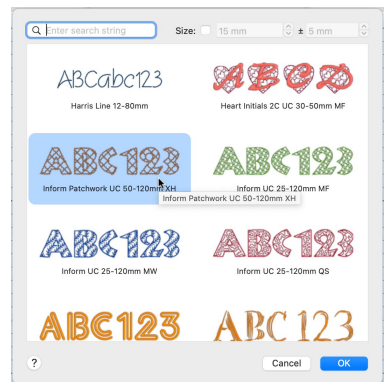 Enter search string Size: 15 mm ± 5 mm
ABCabc123 ABCD
Harris Line 12-80mm Heart Initials 2C UC 30-50mm MF
ABC123 ABC123
Inform Patchwork UC 50-120mm XH Inform UC 25-120mm MF
Inform Patchwork UC 50-120mm XH
ABC123 ABC123
Inform UC 25-120mm MW Inform UC 25-120mm QS
ABC123 ABC 123
? Cancel OK